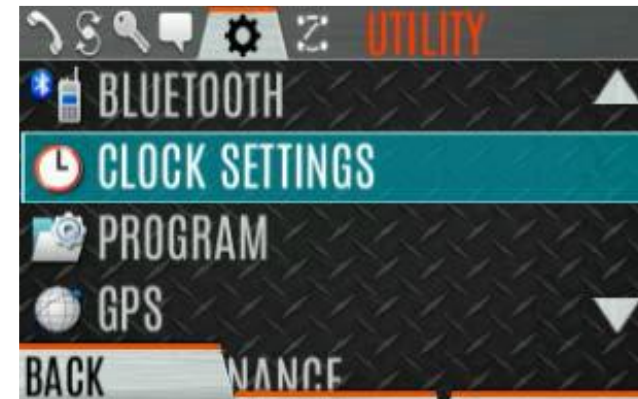 UTILITY
BLUETOOTH
CLOCK SETTINGS
PROGRAM
GPS
BACK